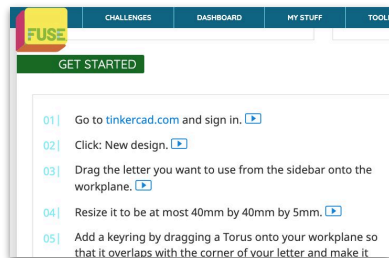 CHALLENGES DASHBOARD MY STUFF TOOL
FUSE
GET STARTED
01| Go to tinkercad.com and sign in.
02| Click: New design.
03| Drag the letter you want to use from the sidebar onto the
workplane.
04| Resize it to be at most 40mm by 40mm by 5mm.
05| Add a keyring by dragging a Torus onto your workplane so
that it overlaps with the corner of your letter and make it